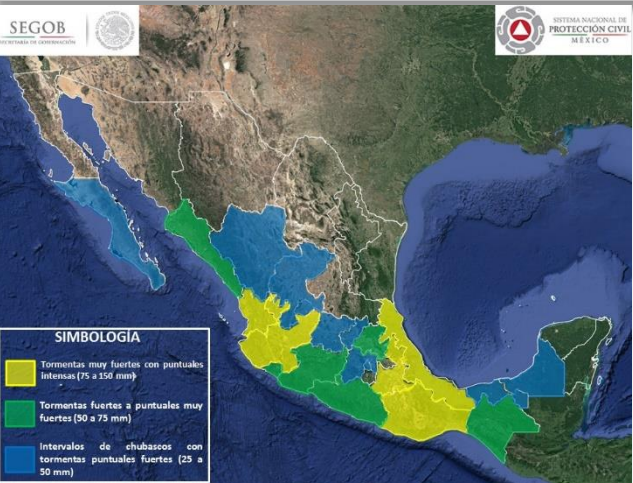 SEGOB
SECRETARÍA DE GOBERNACIÓN
SISTEMA NACIONAL DE
PROTECCIÓN CIVIL
MÉXICO
SIMBOLOGÍA
Tormentas muy fuertes con puntuales
intensas (75 a 150 mm)
Tormentas fuertes a puntuales muy
fuertes (50 a 75 mm)
Intervalos de chubascos con
tormentas puntuales fuertes (25 a
50 mm)